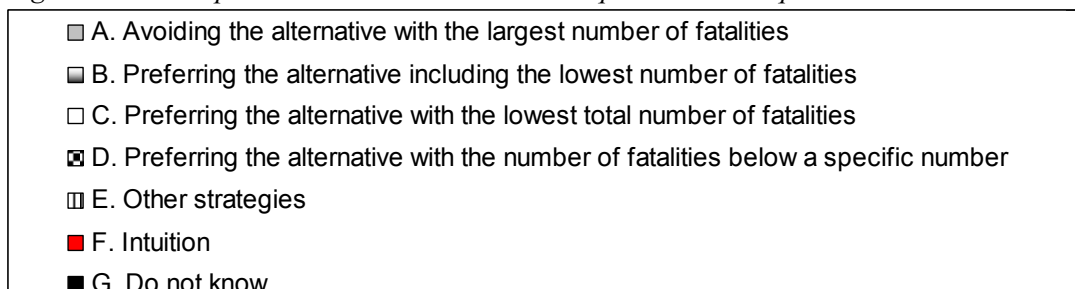 A. Avoiding the alternative with the largest number of fatalities
B. Preferring the alternative including the lowest number of fatalities
C. Preferring the alternative with the lowest total number of fatalities
D. Preferring the alternative with the number of fatalities below a specific number
E. Other strategies
F. Intuition
G. Do not know